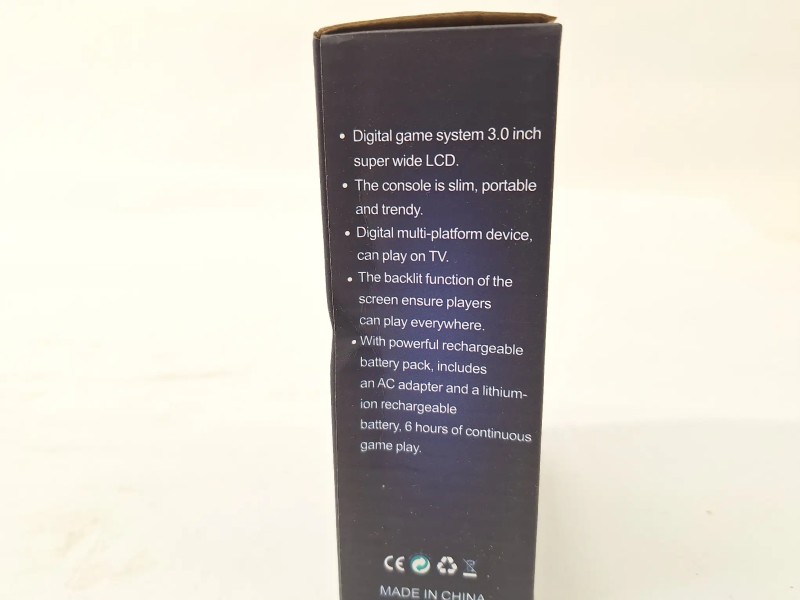 • Digital game system 3.0 inch
super wide LCD.
• The console is slim, portable
and trendy.
• Digital multi-platform device,
can play on TV.
• The backlit function of the
screen ensure players
can play everywhere.
• With powerful rechargeable
battery pack, includes
an AC adapter and a lithium-
ion rechargeable
battery, 6 hours of continuous
game play.
CE
MADE IN CHINA